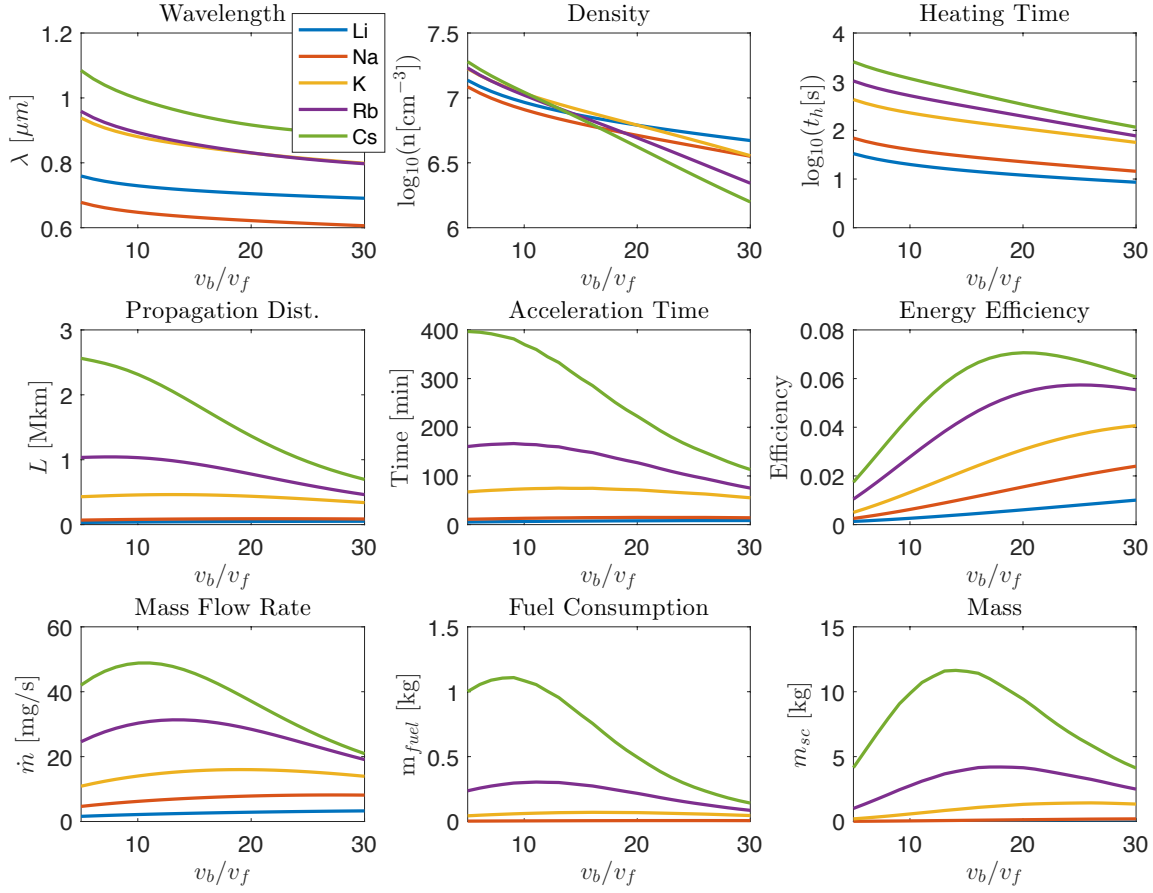 Wavelength
Density
Heating Time
1.2
1
0.8
0.6
λ [μm]
10
20
30
v_b/v_f
Li
Na
K
Rb
Cs
7.5
7
6.5
6
log₁₀(n[cm⁻³])
10
20
30
v_b/v_f
4
3
2
1
0
log₁₀(t_h[s])
10
20
30
v_b/v_f
Propagation Dist.
Acceleration Time
Energy Efficiency
3
2
1
0
L [Mkm]
10
20
30
v_b/v_f
400
300
200
100
0
Time [min]
10
20
30
v_b/v_f
0.08
0.06
0.04
0.02
0
Efficiency
10
20
30
v_b/v_f
Mass Flow Rate
Fuel Consumption
Mass
60
40
20
0
ṁ [mg/s]
10
20
30
v_b/v_f
1.5
1
0.5
0
m_fuel [kg]
10
20
30
v_b/v_f
15
10
5
0
m_sc [kg]
10
20
30
v_b/v_f